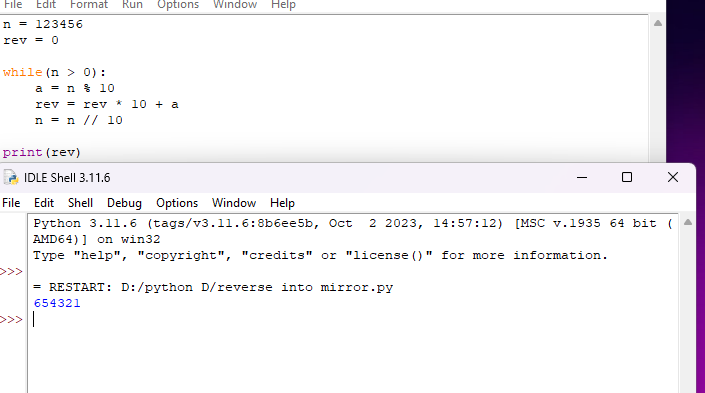 File Edit Format Run Options Window Help
n = 123456
rev = 0
while(n > 0):
    a = n % 10
    rev = rev * 10 + a
    n = n // 10
print(rev)
IDLE Shell 3.11.6
File Edit Shell Debug Options Window Help
Python 3.11.6 (tags/v3.11.6:8b6ee5b, Oct  2 2023, 14:57:12) [MSC v.1935 64 bit (
AMD64)] on win32
Type "help", "copyright", "credits" or "license()" for more information.
>>>
= RESTART: D:/python D/reverse into mirror.py
654321
>>>